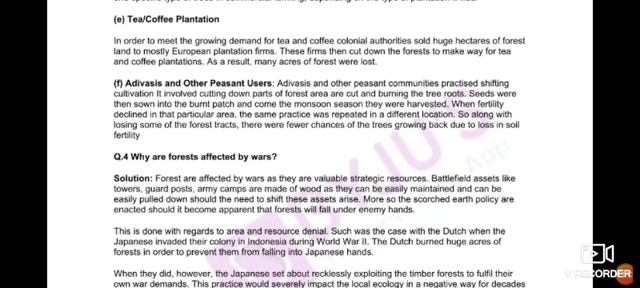 (e) Tea/Coffee Plantation
In order to meet the growing demand for tea and coffee colonial authorities sold huge hectares of forest
land to mostly European plantation firms. These firms then cut down the forests to make way for tea
and coffee plantations. As a result, many acres of forest were lost.
(f) Adivasis and Other Peasant Users: Adivasis and other peasant communities practised shifting
cultivation It involved cutting down parts of forest area are cut and burning the tree roots. Seeds were
then sown into the burnt patch and come the monsoon season they were harvested. When fertility
declined in that particular area, the same practice was repeated in a different location. So along with
losing some of the forest tracts, there were fewer chances of the trees growing back due to loss in soil
fertility
Q.4 Why are forests affected by wars?
Solution: Forest are affected by wars as they are valuable strategic resources. Battlefield assets like
towers, guard posts, army camps are made of wood as they can be easily maintained and can be
easily pulled down should the need to shift these assets arise. More so the scorched earth policy are
enacted should it become apparent that forests will fall under enemy hands.
This is done with regards to area and resource denial. Such was the case with the Dutch when the
Japanese invaded their colony in Indonesia during World War II. The Dutch burned huge acres of
forests in order to prevent them from falling into Japanese hands.
When they did, however, the Japanese set about recklessly exploiting the timber forests to fulfil their
own war demands. This practice would severely impact the local ecology in a negative way for decades
BYJU'S
App
V RECORDER